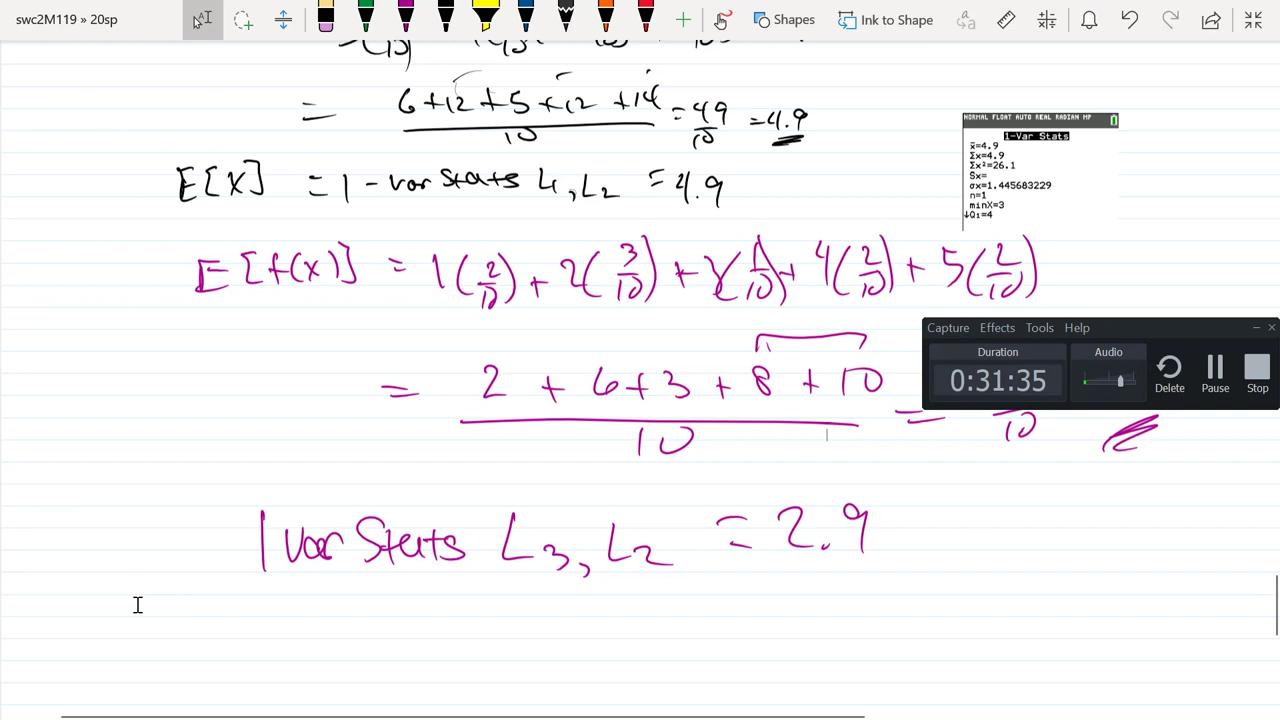 swc2M119 » 20sp
Shapes
Ink to Shape
= 6+12+5+12+14 / 10 = 49/10 = 4.9
E[X] = 1-var Stats L1, L2 = 4.9
NORMAL FLOAT AUTO REAL RADIAN MP
1-Var Stats
x̄=4.9
Σx=4.9
Σx²=26.1
Sx=
σx=1.445683229
n=1
minX=3
↓Q₁=4
E[f(x)] = 1(2/10) + 2(3/10) + 3(1/10) + 4(2/10) + 5(2/10)
Capture Effects Tools Help
Duration
Audio
0:31:35
Delete
Pause
Stop
= 2 + 6+3 + 8 + 10 / 10 = /10
1 Var Stats L3, L2 = 2.9